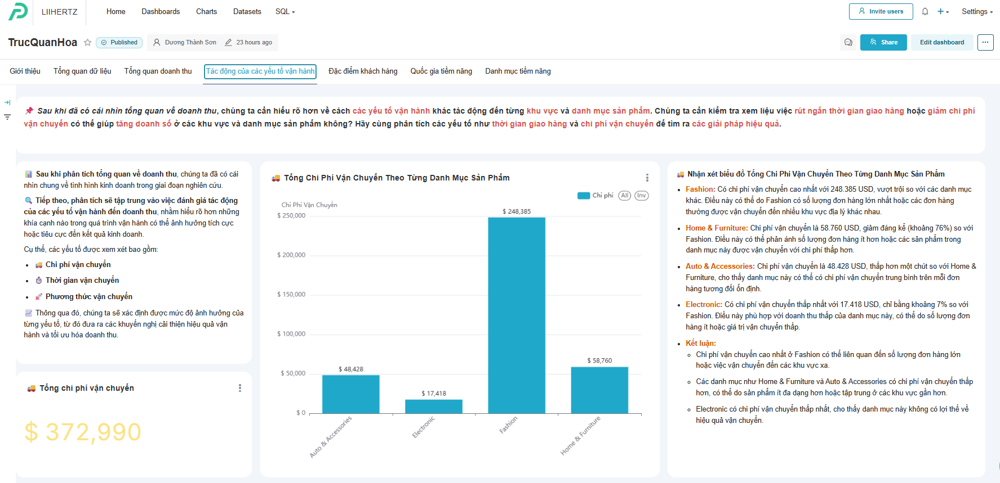 LIIHERTZ
Home
Dashboards
Charts
Datasets
SQL
Invite users
Settings
TrucQuanHoa
Published
Dương Thành Sơn
23 hours ago
Share
Edit dashboard
Giới thiệu
Tổng quan dữ liệu
Tổng quan doanh thu
Tác động của các yếu tố vận hành
Đặc điểm khách hàng
Quốc gia tiềm năng
Danh mục tiềm năng
Sau khi đã có cái nhìn tổng quan về doanh thu, chúng ta cần hiểu rõ hơn về cách các yếu tố vận hành khác tác động đến từng khu vực và danh mục sản phẩm. Chúng ta cần kiểm tra xem liệu việc rút ngắn thời gian giao hàng hoặc giảm chi phí
vận chuyển có thể giúp tăng doanh số ở các khu vực và danh mục sản phẩm không? Hãy cùng phân tích các yếu tố như thời gian giao hàng và chi phí vận chuyển để tìm ra các giải pháp hiệu quả.
Sau khi phân tích tổng quan về doanh thu, chúng ta đã có cái
nhìn chung về tình hình kinh doanh trong giai đoạn nghiên cứu.
Tiếp theo, phân tích sẽ tập trung vào việc đánh giá tác động
của các yếu tố vận hành đến doanh thu, nhằm hiểu rõ hơn những
khía cạnh nào trong quá trình vận hành có thể ảnh hưởng tích cực
hoặc tiêu cực đến kết quả kinh doanh.
Cụ thể, các yếu tố được xem xét bao gồm:
Chi phí vận chuyển
Thời gian vận chuyển
Phương thức vận chuyển
Thông qua đó, chúng ta sẽ xác định được mức độ ảnh hưởng của
từng yếu tố, từ đó đưa ra các khuyến nghị cải thiện hiệu quả vận
hành và tối ưu hóa doanh thu.
Tổng chi phí vận chuyển
$ 372,990
Tổng Chi Phí Vận Chuyển Theo Từng Danh Mục Sản Phẩm
Chi phí
All
Inv
Chi Phí Vận Chuyển
$ 250,000
$ 200,000
$ 150,000
$ 100,000
$ 50,000
$ 0
$ 48,428
$ 17,418
$ 248,385
$ 58,760
Auto & Accessories
Electronic
Fashion
Home & Furniture
Nhận xét biểu đồ Tổng Chi Phí Vận Chuyển Theo Từng Danh Mục Sản Phẩm
Fashion: Có chi phí vận chuyển cao nhất với 248.385 USD, vượt trội so với các danh mục
khác. Điều này có thể do Fashion có số lượng đơn hàng lớn nhất hoặc các đơn hàng
thường được vận chuyển đến nhiều khu vực địa lý khác nhau.
Home & Furniture: Chi phí vận chuyển là 58.760 USD, giảm đáng kể (khoảng 76%) so với
Fashion. Điều này có thể phản ánh số lượng đơn hàng ít hơn hoặc các sản phẩm trong
danh mục này được vận chuyển với chi phí thấp hơn.
Auto & Accessories: Chi phí vận chuyển là 48.428 USD, thấp hơn một chút so với Home &
Furniture, cho thấy danh mục này có thể có chi phí vận chuyển trung bình trên mỗi đơn
hàng tương đối ổn định.
Electronic: Có chi phí vận chuyển thấp nhất với 17.418 USD, chỉ bằng khoảng 7% so với
Fashion. Điều này phù hợp với doanh thu thấp của danh mục này, có thể do số lượng đơn
hàng ít hoặc giá trị vận chuyển thấp.
Kết luận:
Chi phí vận chuyển cao nhất ở Fashion có thể liên quan đến số lượng đơn hàng lớn
hoặc việc vận chuyển đến các khu vực xa.
Các danh mục như Home & Furniture và Auto & Accessories có chi phí vận chuyển thấp
hơn, có thể do sản phẩm ít đa dạng hơn hoặc tập trung ở các khu vực gần hơn.
Electronic có chi phí vận chuyển thấp nhất, cho thấy danh mục này không có lợi thế về
hiệu quả vận chuyển.